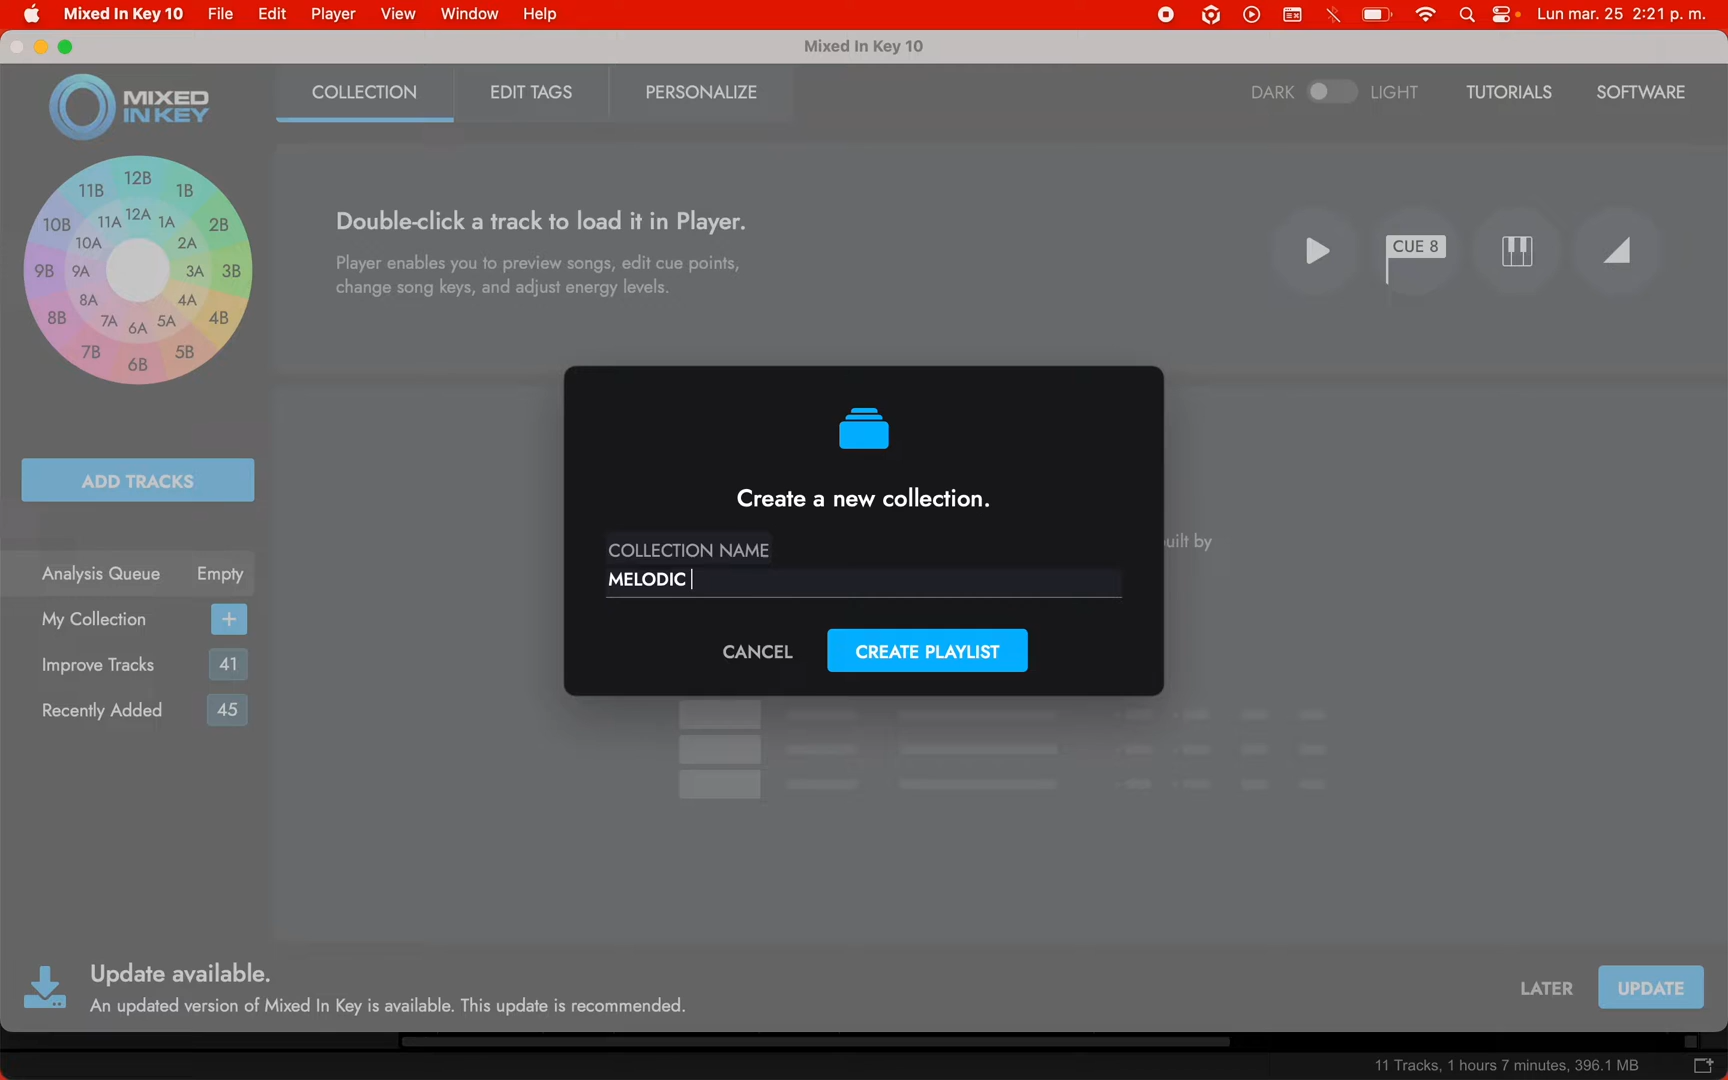 Mixed In Key 10 File Edit Player View Window Help Lun mar. 25 2:21 p. m.
Mixed In Key 10
MIXED IN KEY
COLLECTION EDIT TAGS PERSONALIZE DARK LIGHT TUTORIALS SOFTWARE
12B
11B 1B
12A
11A 1A
10B 2B
10A 2A
9B 9A 3A 3B
8A 4A
8B 4B
7A 5A
6A
7B 5B
6B
Double-click a track to load it in Player.
Player enables you to preview songs, edit cue points,
change song keys, and adjust energy levels.
CUE 8
ADD TRACKS
Analysis Queue Empty
My Collection +
Improve Tracks 41
Recently Added 45
Create a new collection.
COLLECTION NAME
MELODIC
CANCEL CREATE PLAYLIST
uilt by
Update available.
An updated version of Mixed In Key is available. This update is recommended.
LATER UPDATE
11 Tracks, 1 hours 7 minutes, 396.1 MB